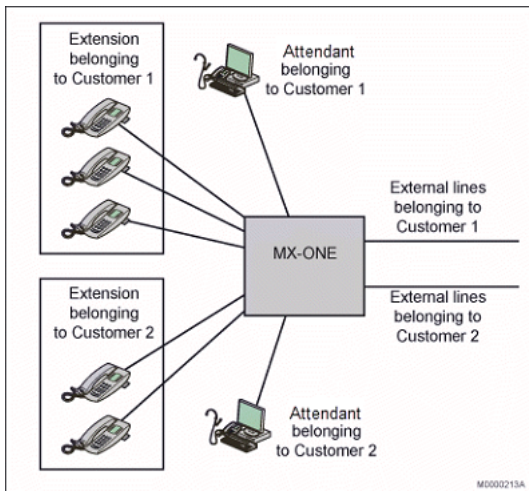 Extension
belonging
to Customer 1
Attendant
belonging
to Customer 1
External lines
belonging to
Customer 1
MX-ONE
External lines
belonging to
Customer 2
Extension
belonging
to Customer 2
Attendant
belonging
to Customer 2
M0000213A